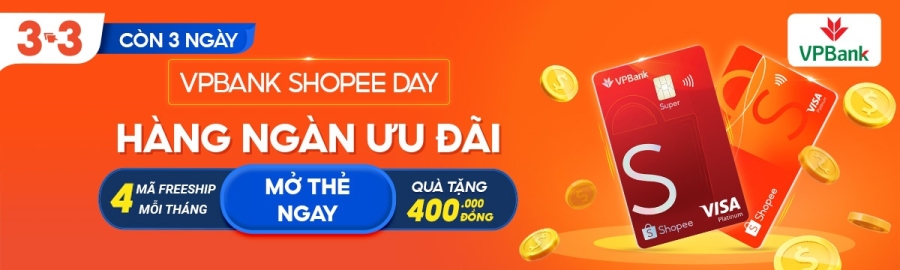 3-3
CÒN 3 NGÀY
VPBANK SHOPEE DAY
HÀNG NGÀN ƯU ĐÃI
4 MÃ FREESHIP
MỖI THÁNG
MỞ THẺ
NGAY
QUÀ TẶNG
400.000
ĐỒNG
VPBank
Super
S
VISA
Platinum
S Shopee
VISA
Shopee
VPBank